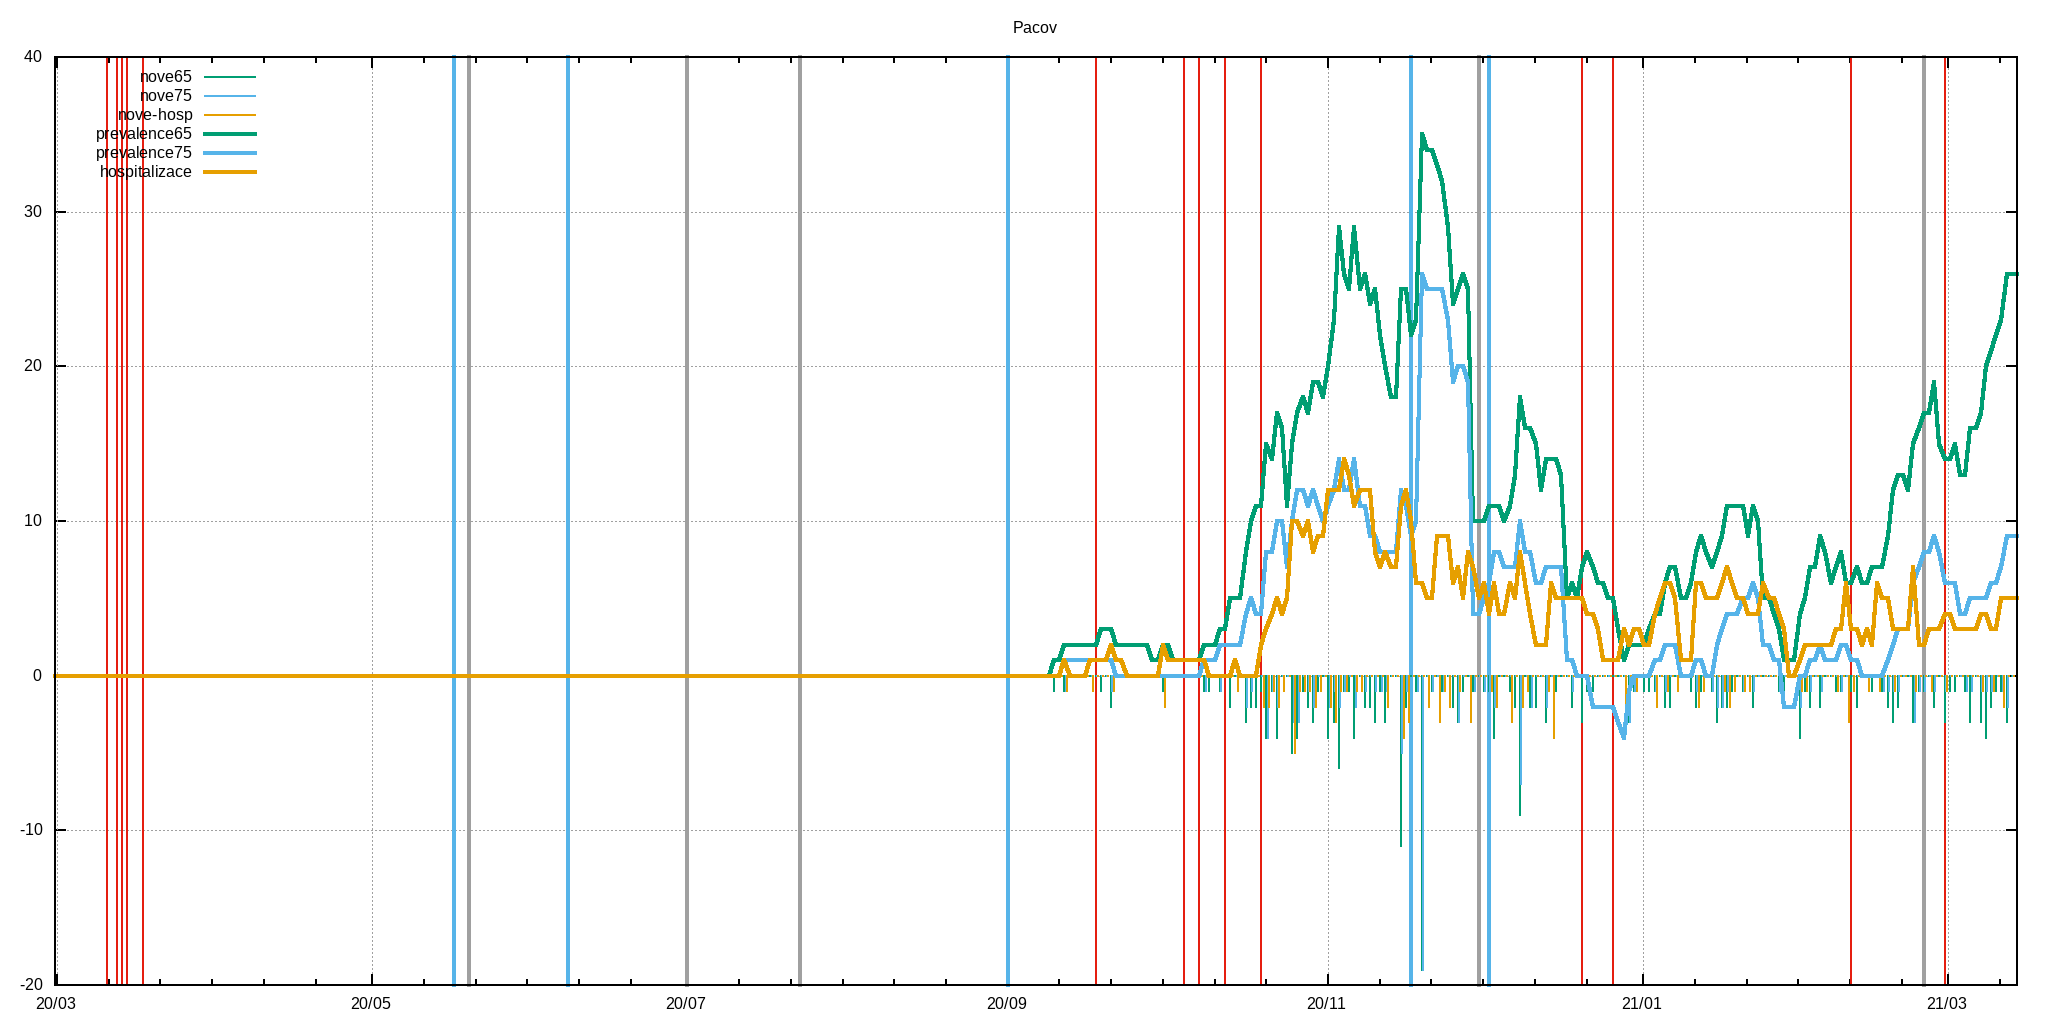 Pacov
40
nove65
nove75
nove-hosp
prevalence65
prevalence75
hospitalizace
30
20
10
0
-10
-20
20/03 20/05 20/07 20/09 20/11 21/01 21/03